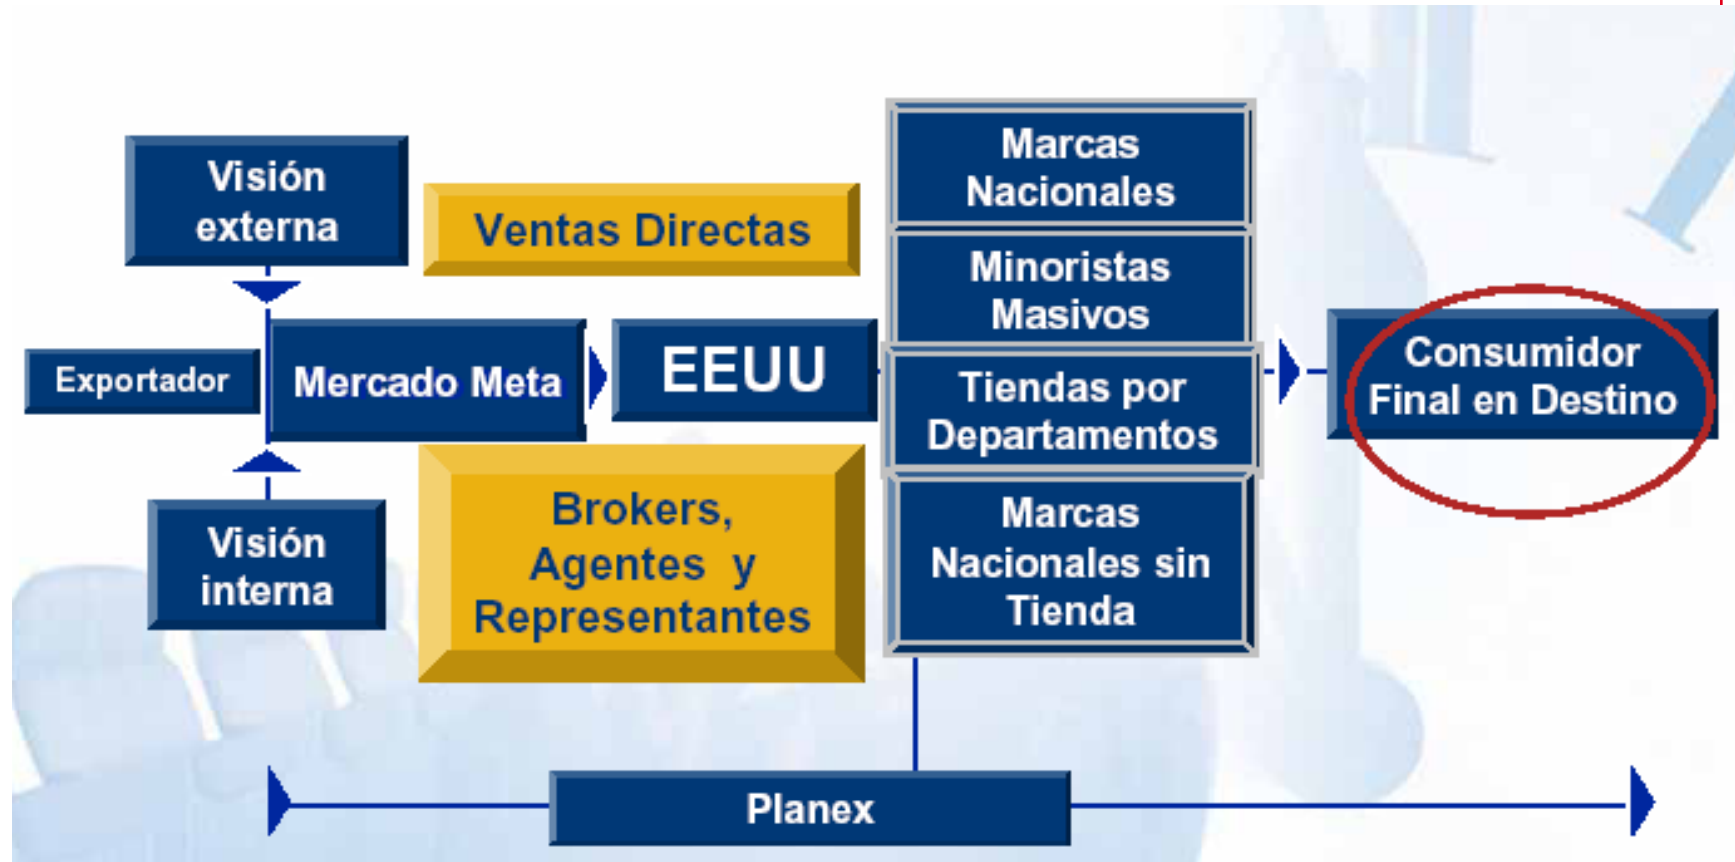 Visión
externa
Ventas Directas
Marcas
Nacionales
Minoristas
Masivos
Exportador
Mercado Meta
EEUU
Tiendas por
Departamentos
Consumidor
Final en Destino
Visión
interna
Brokers,
Agentes y
Representantes
Marcas
Nacionales sin
Tienda
Planex